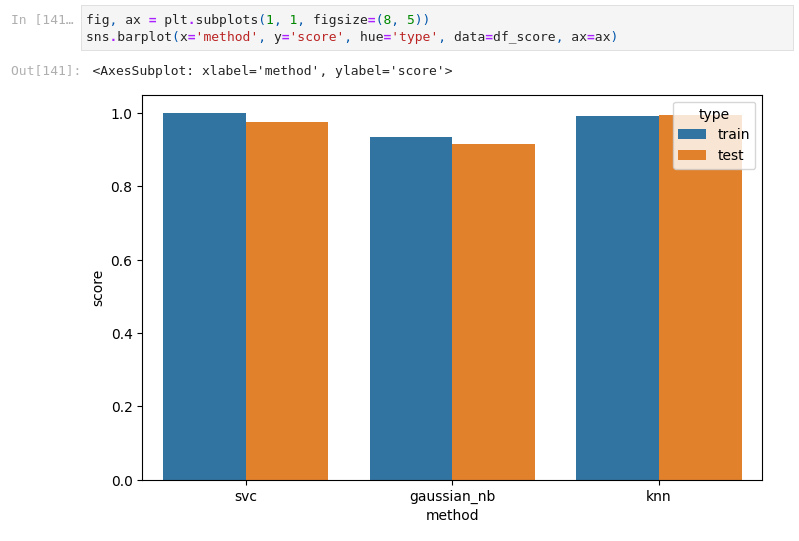 In [141… fig, ax = plt.subplots(1, 1, figsize=(8, 5))
sns.barplot(x='method', y='score', hue='type', data=df_score, ax=ax)
Out[141]: <AxesSubplot: xlabel='method', ylabel='score'>
type
train
test
1.0
0.8
0.6
0.4
0.2
0.0
score
svc gaussian_nb knn
method